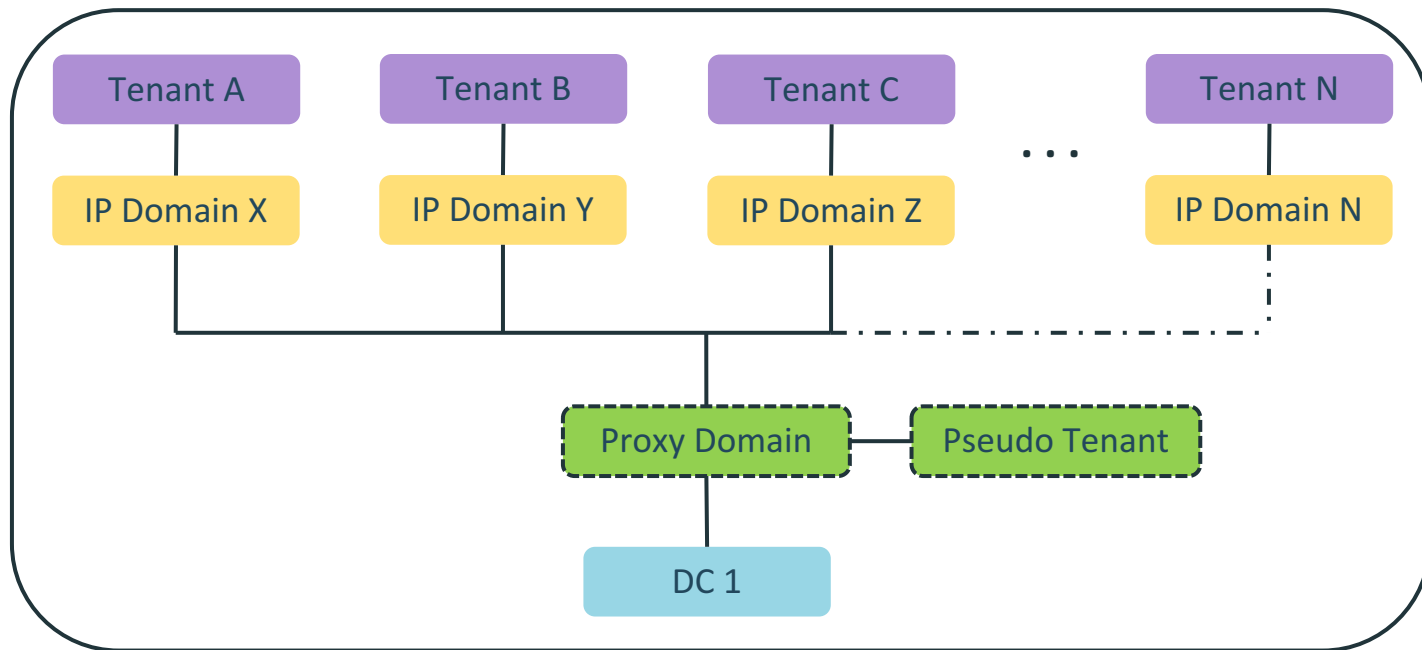 Tenant A
Tenant B
Tenant C
Tenant N
. . .
IP Domain X
IP Domain Y
IP Domain Z
IP Domain N
Proxy Domain
Pseudo Tenant
DC 1